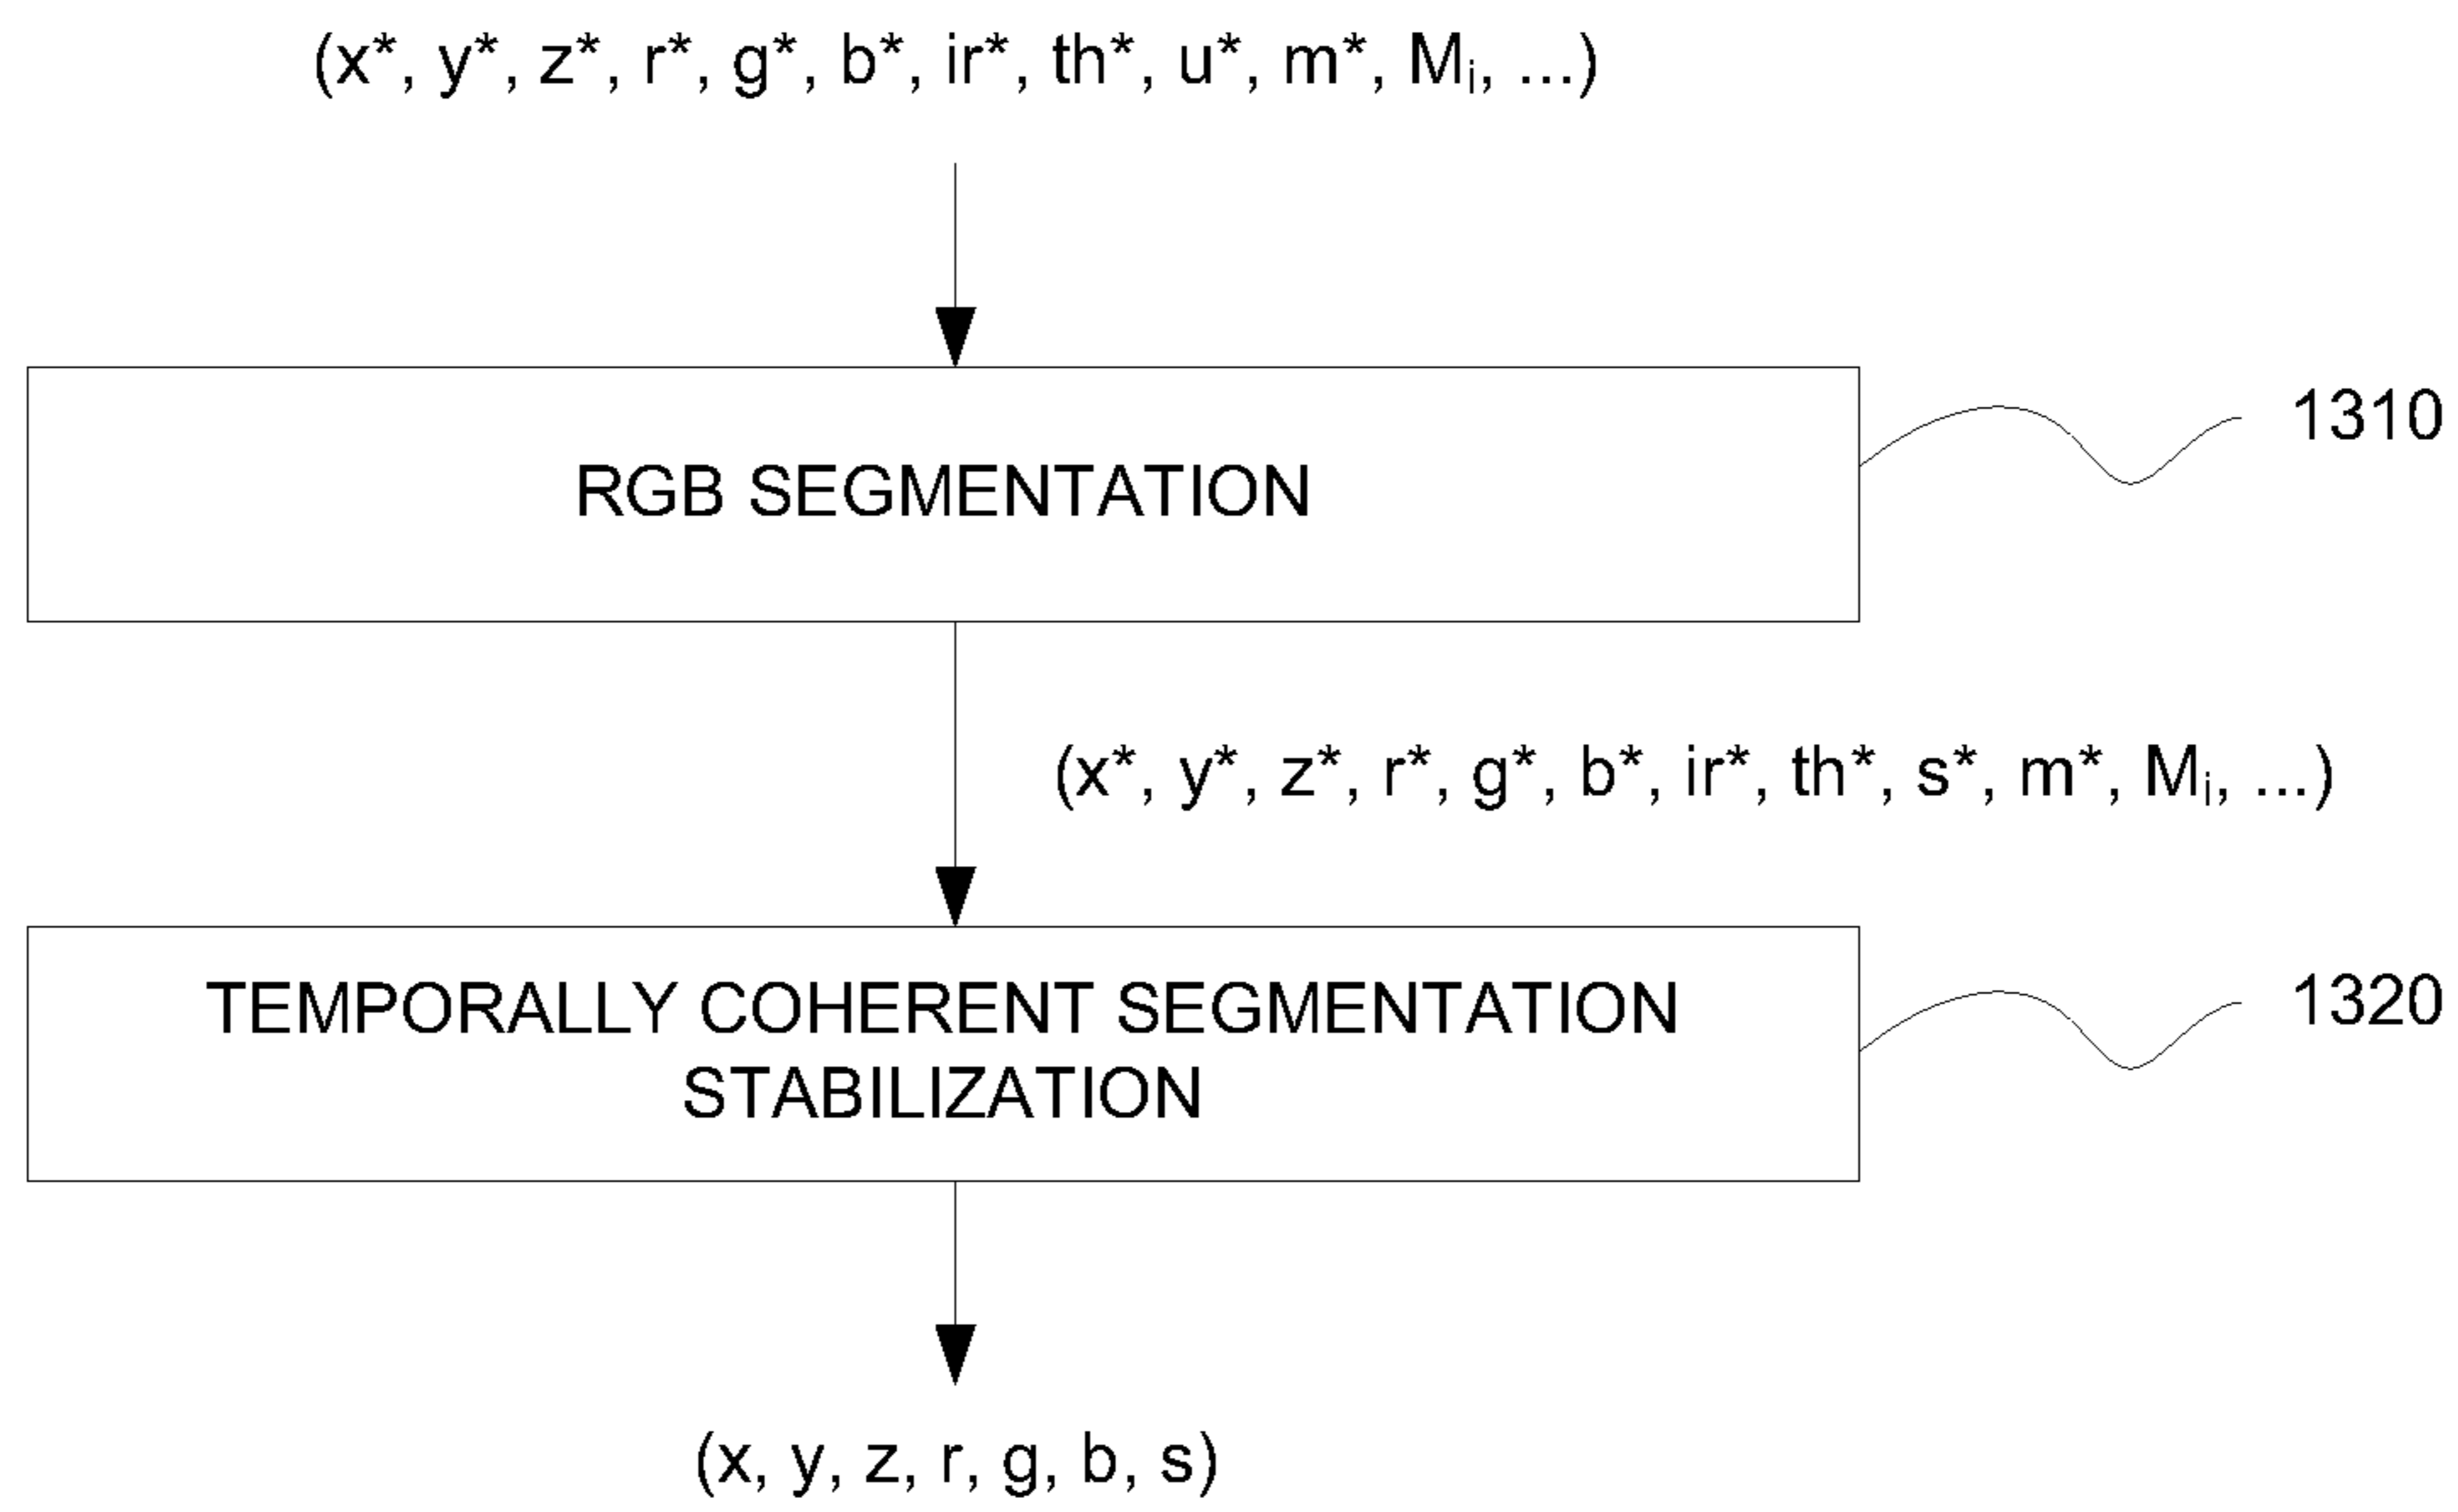 (x*, y*, z*, r*, g*, b*, ir*, th*, u*, m*, Mᵢ, ...)
1310
RGB SEGMENTATION
(x*, y*, z*, r*, g*, b*, ir*, th*, s*, m*, Mᵢ, ...)
1320
TEMPORALLY COHERENT SEGMENTATION
STABILIZATION
(x, y, z, r, g, b, s)